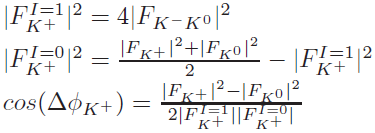 |F_{K^+}^{I=1}|^2 = 4|F_{K^-K^0}|^2
|F_{K^+}^{I=0}|^2 = \frac{|F_{K^+}|^2+|F_{K^0}|^2}{2} - |F_{K^+}^{I=1}|^2
cos(\Delta\phi_{K^+}) = \frac{|F_{K^+}|^2-|F_{K^0}|^2}{2|F_{K^+}^{I=1}||F_{K^+}^{I=0}|}